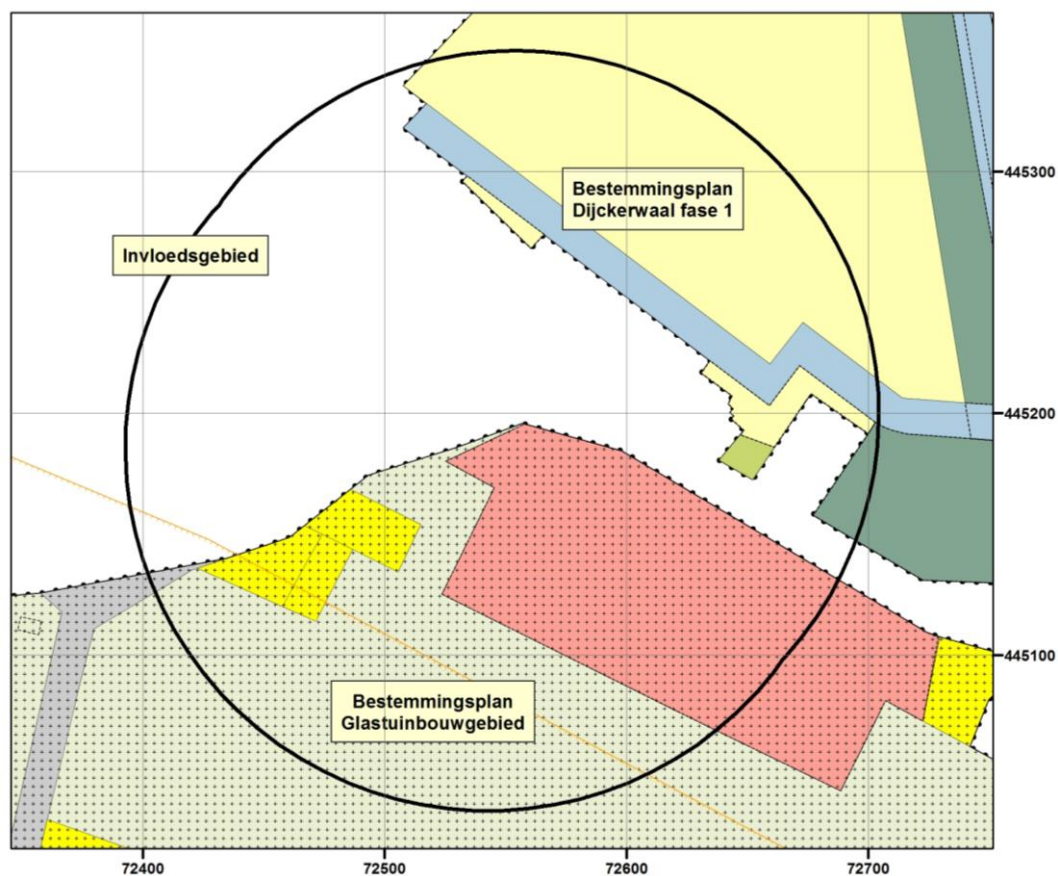 Bestemmingsplan
Dijckerwaal fase 1
Invloedsgebied
Bestemmingsplan
Glastuinbouwgebied
445300
445200
445100
72400
72500
72600
72700